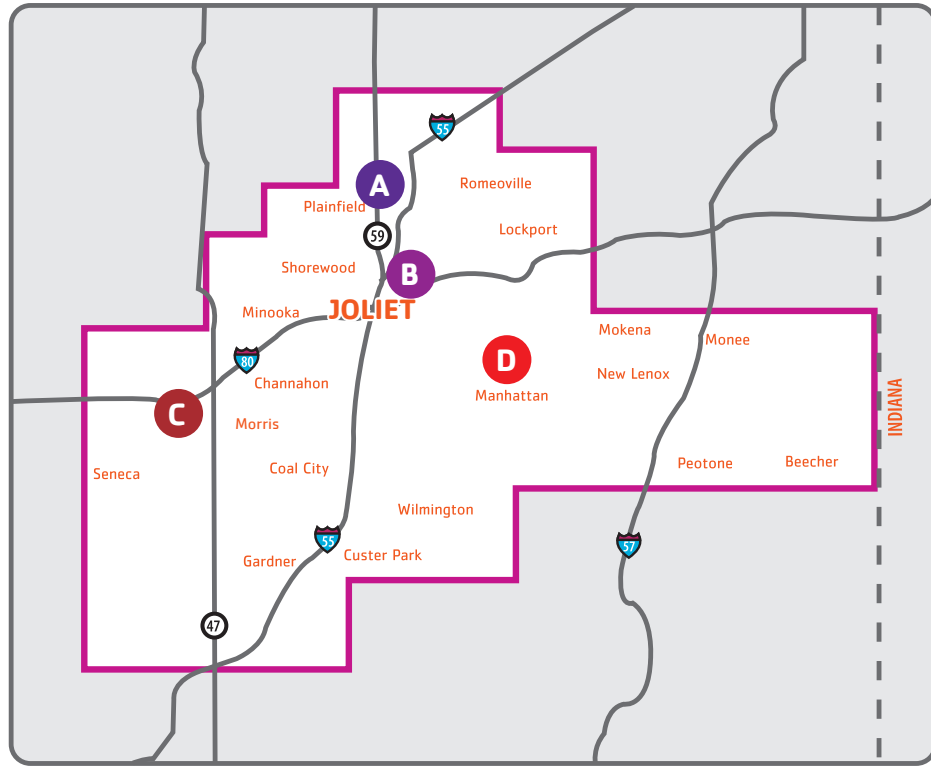 55
A
Romeoville
Plainfield
Lockport
59
Shorewood
B
JOLIET
Minooka
Mokena
Monee
80
D
New Lenox
Channahon
Manhattan
INDIANA
C
Morris
Seneca
Coal City
Peotone
Beecher
Wilmington
55
57
Gardner
Custer Park
47